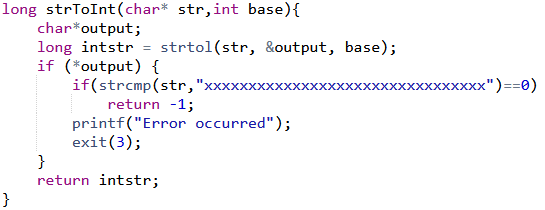 long strToInt(char* str,int base){
char*output;
long intstr = strtol(str, &output, base);
if (*output) {
if(strcmp(str,"xxxxxxxxxxxxxxxxxxxxxxxxxxxxxxxx")==0)
return -1;
printf("Error occurred");
exit(3);
}
return intstr;
}